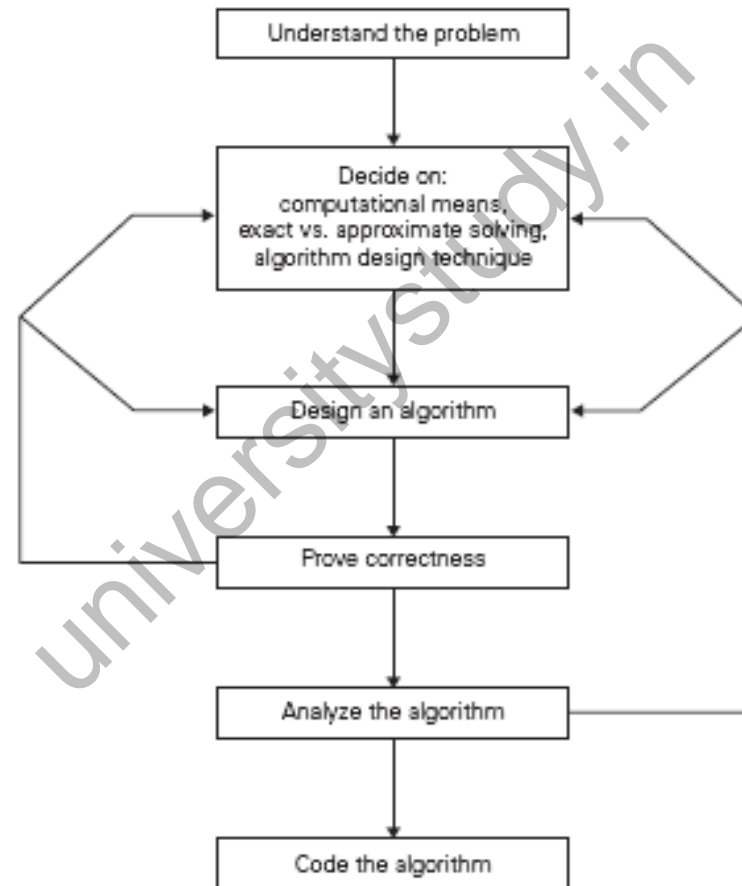 Understand the problem
Decide on:
computational means,
exact vs. approximate solving,
algorithm design technique
Design an algorithm
Prove correctness
Analyze the algorithm
Code the algorithm
universitystudy.in